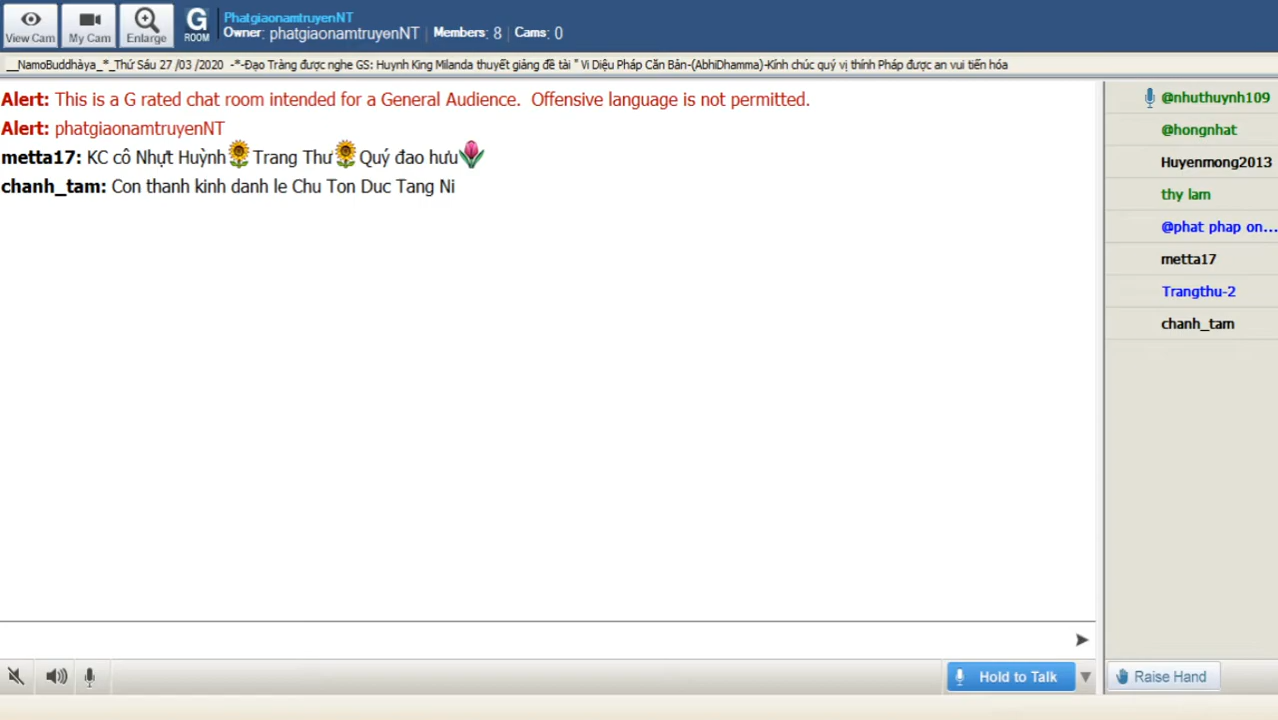 View Cam
My Cam
Enlarge
G
ROOM
PhatgiaonamtruyenNT
Owner: phatgiaonamtruyenNT | Members: 8 | Cams: 0
__NamoBuddhàya_*_Thứ Sáu 27 /03 /2020 -*-Đạo Tràng được nghe GS: Huynh King Milanda thuyết giảng đề tài " Vi Diệu Pháp Căn Bản-(AbhiDhamma)-Kính chúc quý vị thính Pháp được an vui tiến hóa
Alert: This is a G rated chat room intended for a General Audience. Offensive language is not permitted.
Alert: phatgiaonamtruyenNT
metta17: KC cô Nhựt Huỳnh🌻Trang Thư🌻Quý đao hưu🌷
chanh_tam: Con thanh kinh danh le Chu Ton Duc Tang Ni
@nhuthuynh109
@hongnhat
Huyenmong2013
thy lam
@phat phap on...
metta17
Trangthu-2
chanh_tam
Hold to Talk
Raise Hand